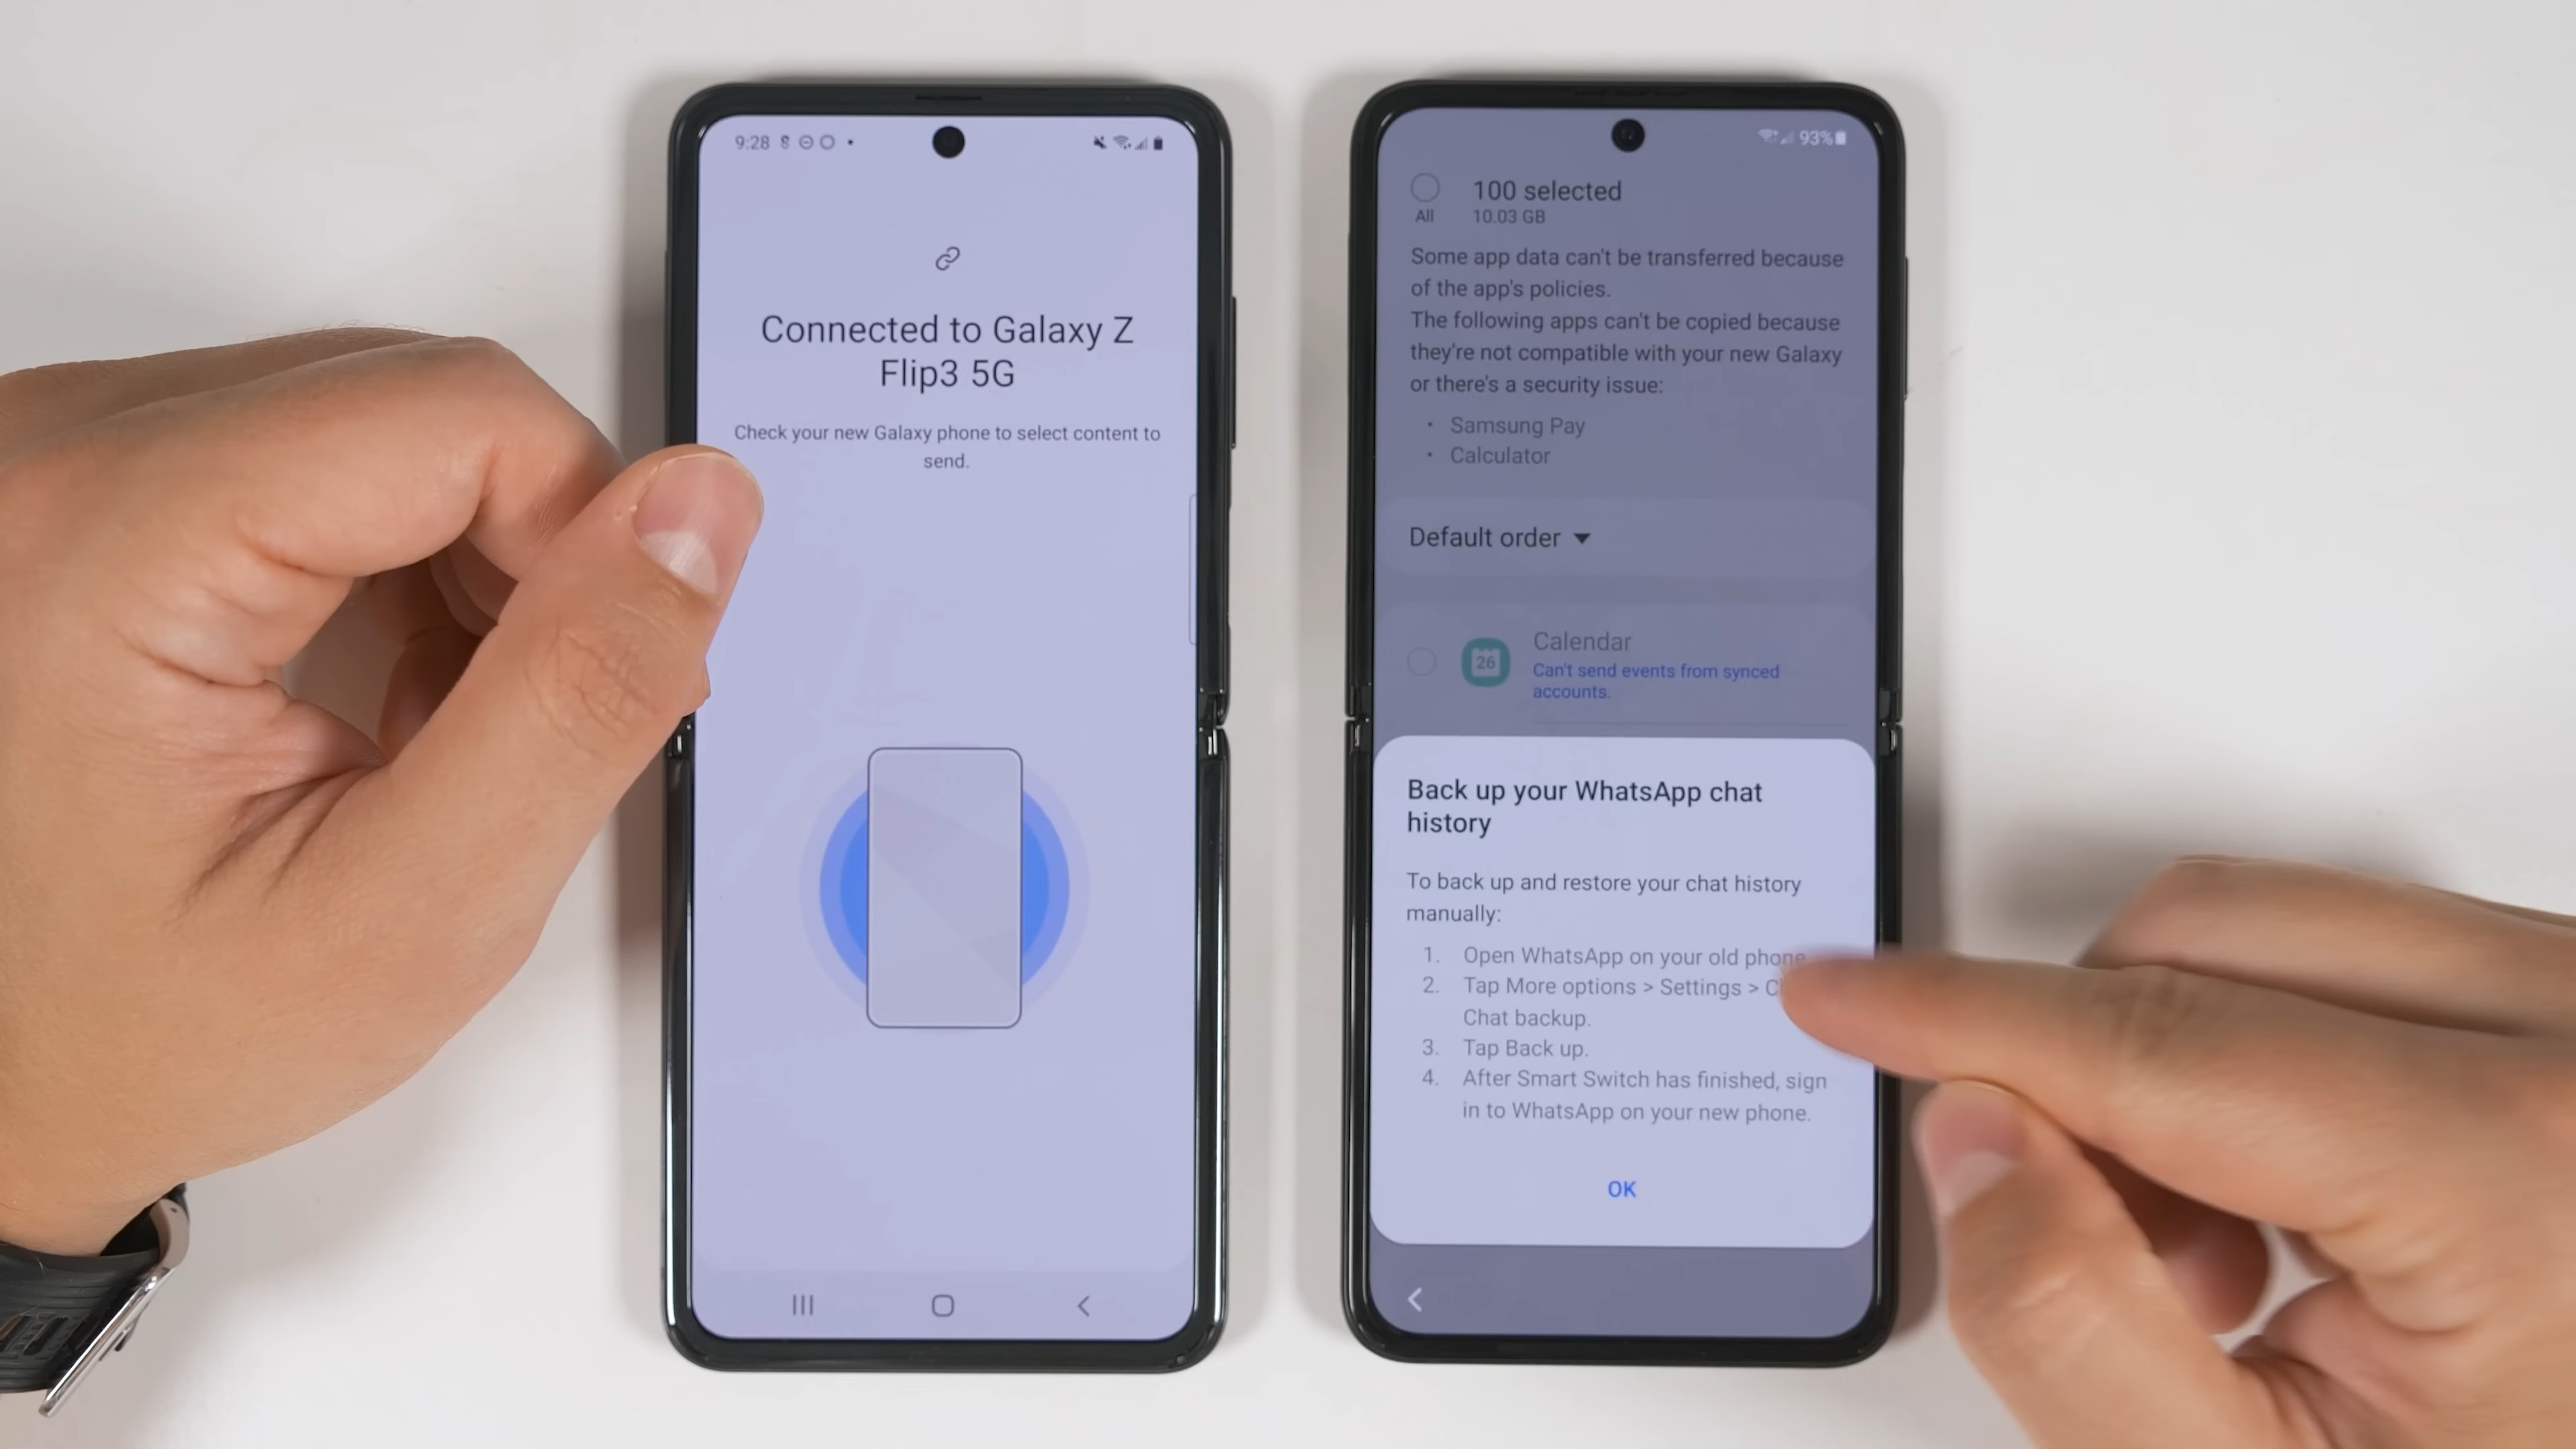 9:28
Connected to Galaxy Z
Flip3 5G
Check your new Galaxy phone to select content to
send.
93%
100 selected
All
10.03 GB
Some app data can't be transferred because
of the app's policies.
The following apps can't be copied because
they're not compatible with your new Galaxy
or there's a security issue:
• Samsung Pay
• Calculator
Default order
26
Calendar
Can't send events from synced
accounts.
Back up your WhatsApp chat
history
To back up and restore your chat history
manually:
1. Open WhatsApp on your old phone
2. Tap More options > Settings >
Chat backup.
3. Tap Back up.
4. After Smart Switch has finished, sign
in to WhatsApp on your new phone.
OK